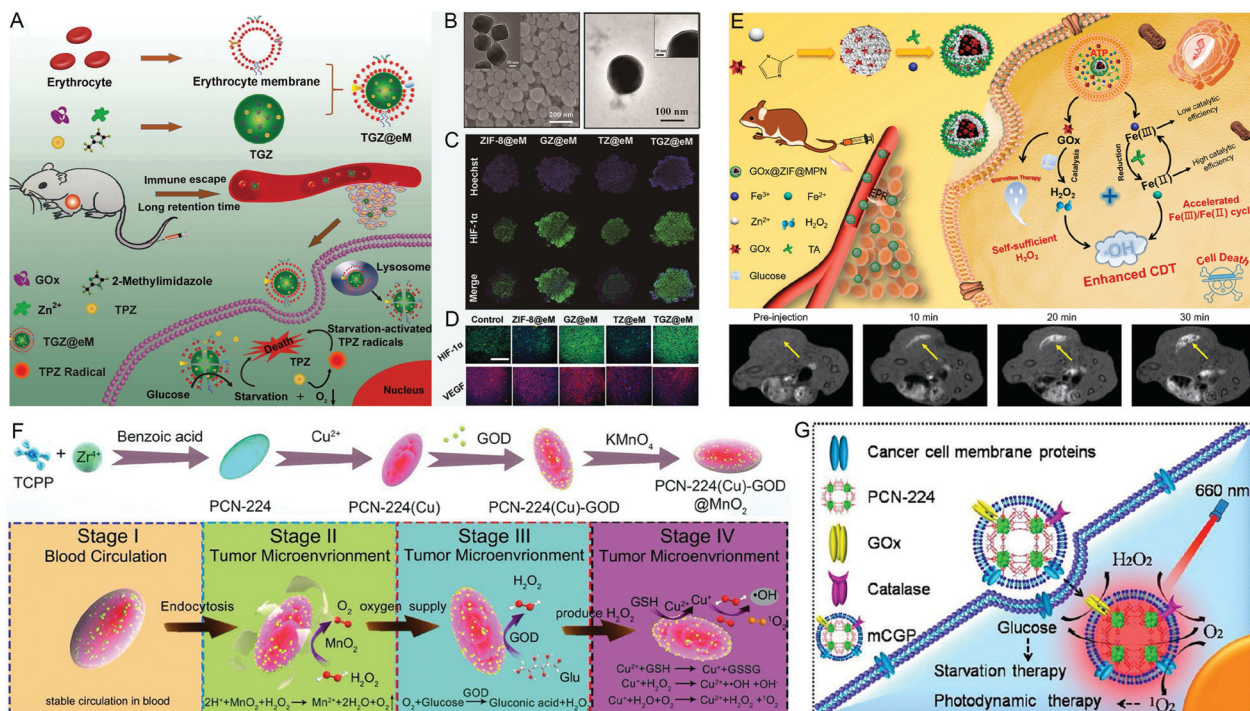 A
Erythrocyte
Erythrocyte membrane
TGZ
TGZ@eM
Immune escape
Long retention time
GOx
2-Methylimidazole
Zn²⁺
TPZ
TGZ@eM
TPZ Radical
Lysosome
Starvation-activated
TPZ radicals
Death
TPZ
Glucose
Starvation + O₂↓
Nucleus
B
50 nm
200 nm
20 nm
100 nm
C
ZIF-8@eM GZ@eM TZ@eM TGZ@eM
Hoechst
HIF-1α
Merge
D
Control ZIF-8@eM GZ@eM TZ@eM TGZ@eM
HIF-1α
VEGF
E
GOx
TA
ATP
Fe(III)
Low catalytic
efficiency
GOx
TA
Starvation Therapy
Catalysis
Reduction
Fe(II)
High catalytic
efficiency
H₂O₂
+
Accelerated
Fe(III)/Fe(II) cycle
Self-sufficient
H₂O₂
·OH
Enhanced CDT
Cell Death
EPR
GOx@ZIF@MPN
Fe³⁺ Fe²⁺
Zn²⁺ H₂O₂
GOx TA
Glucose
Pre-injection 10 min 20 min 30 min
F
TCPP + Zr⁴⁺
Benzoic acid
PCN-224
Cu²⁺
PCN-224(Cu)
GOD
PCN-224(Cu)-GOD
KMnO₄
PCN-224(Cu)-GOD
@MnO₂
Stage I
Blood Circulation
stable circulation in blood
Endocytosis
Stage II
Tumor Microenvrionment
O₂
MnO₂
H₂O₂
2H⁺+MnO₂+H₂O₂ → Mn²⁺+2H₂O+O₂↑
oxygen supply
Stage III
Tumor Microenvrionment
H₂O₂
GOD
Glu
GOD
O₂+Glucose → Gluconic acid+H₂O₂
produce H₂O₂
Stage IV
Tumor Microenvrionment
GSH
Cu²⁺ Cu⁺
•OH
¹O₂
Cu²⁺+GSH → Cu⁺+GSSG
Cu⁺+H₂O₂ → Cu²⁺+•OH +OH⁻
Cu⁺+H₂O+O₂ → Cu²⁺+H₂O₂ +¹O₂
G
Cancer cell membrane proteins
PCN-224
GOx
Catalase
mCGP
660 nm
H₂O₂
Glucose
O₂
Starvation therapy
Photodynamic therapy
¹O₂